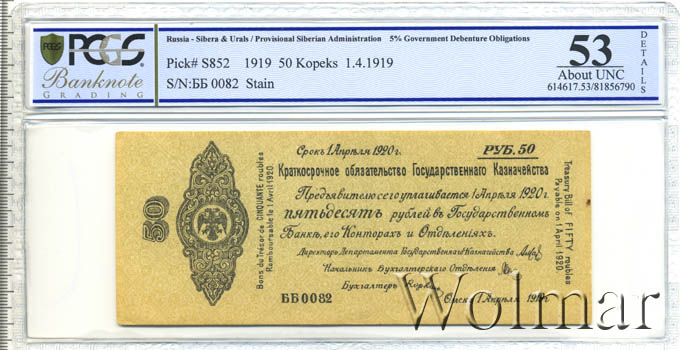 Russia - Sibera & Urals / Provisional Siberian Administration 5% Government Debenture Obligations
PCGS
Banknote
GRADING
Pick# S852 1919 50 Kopeks 1.4.1919
S/N:ББ 0082 Stain
53
About UNC
614617.53/81856790
DETAILS
Срокъ 1 Апрѣля 1920 г.
РУБ. 50
Краткосрочное обязательство Государственнаго Казначейства
Предъявителю сего уплачивается 1 Апрѣля 1920 г.
пятьдесятъ рублей въ Государственномъ
Банкѣ, его Конторахъ и Отдѣленіяхъ.
Директоръ Департамента Государственнаго Казначейства
Начальникъ Бухгалтерскаго Отдѣленія
Бухгалтеръ
ББ 0082
Омскъ, 1 Апрѣля 1919 г.
50
Bons du Trésor de CINQUANTE roubles
Remboursable le 1 Avril 1920.
Treasury Bill of FIFTY roubles
Payable on 1 April 1920.
Wolmar